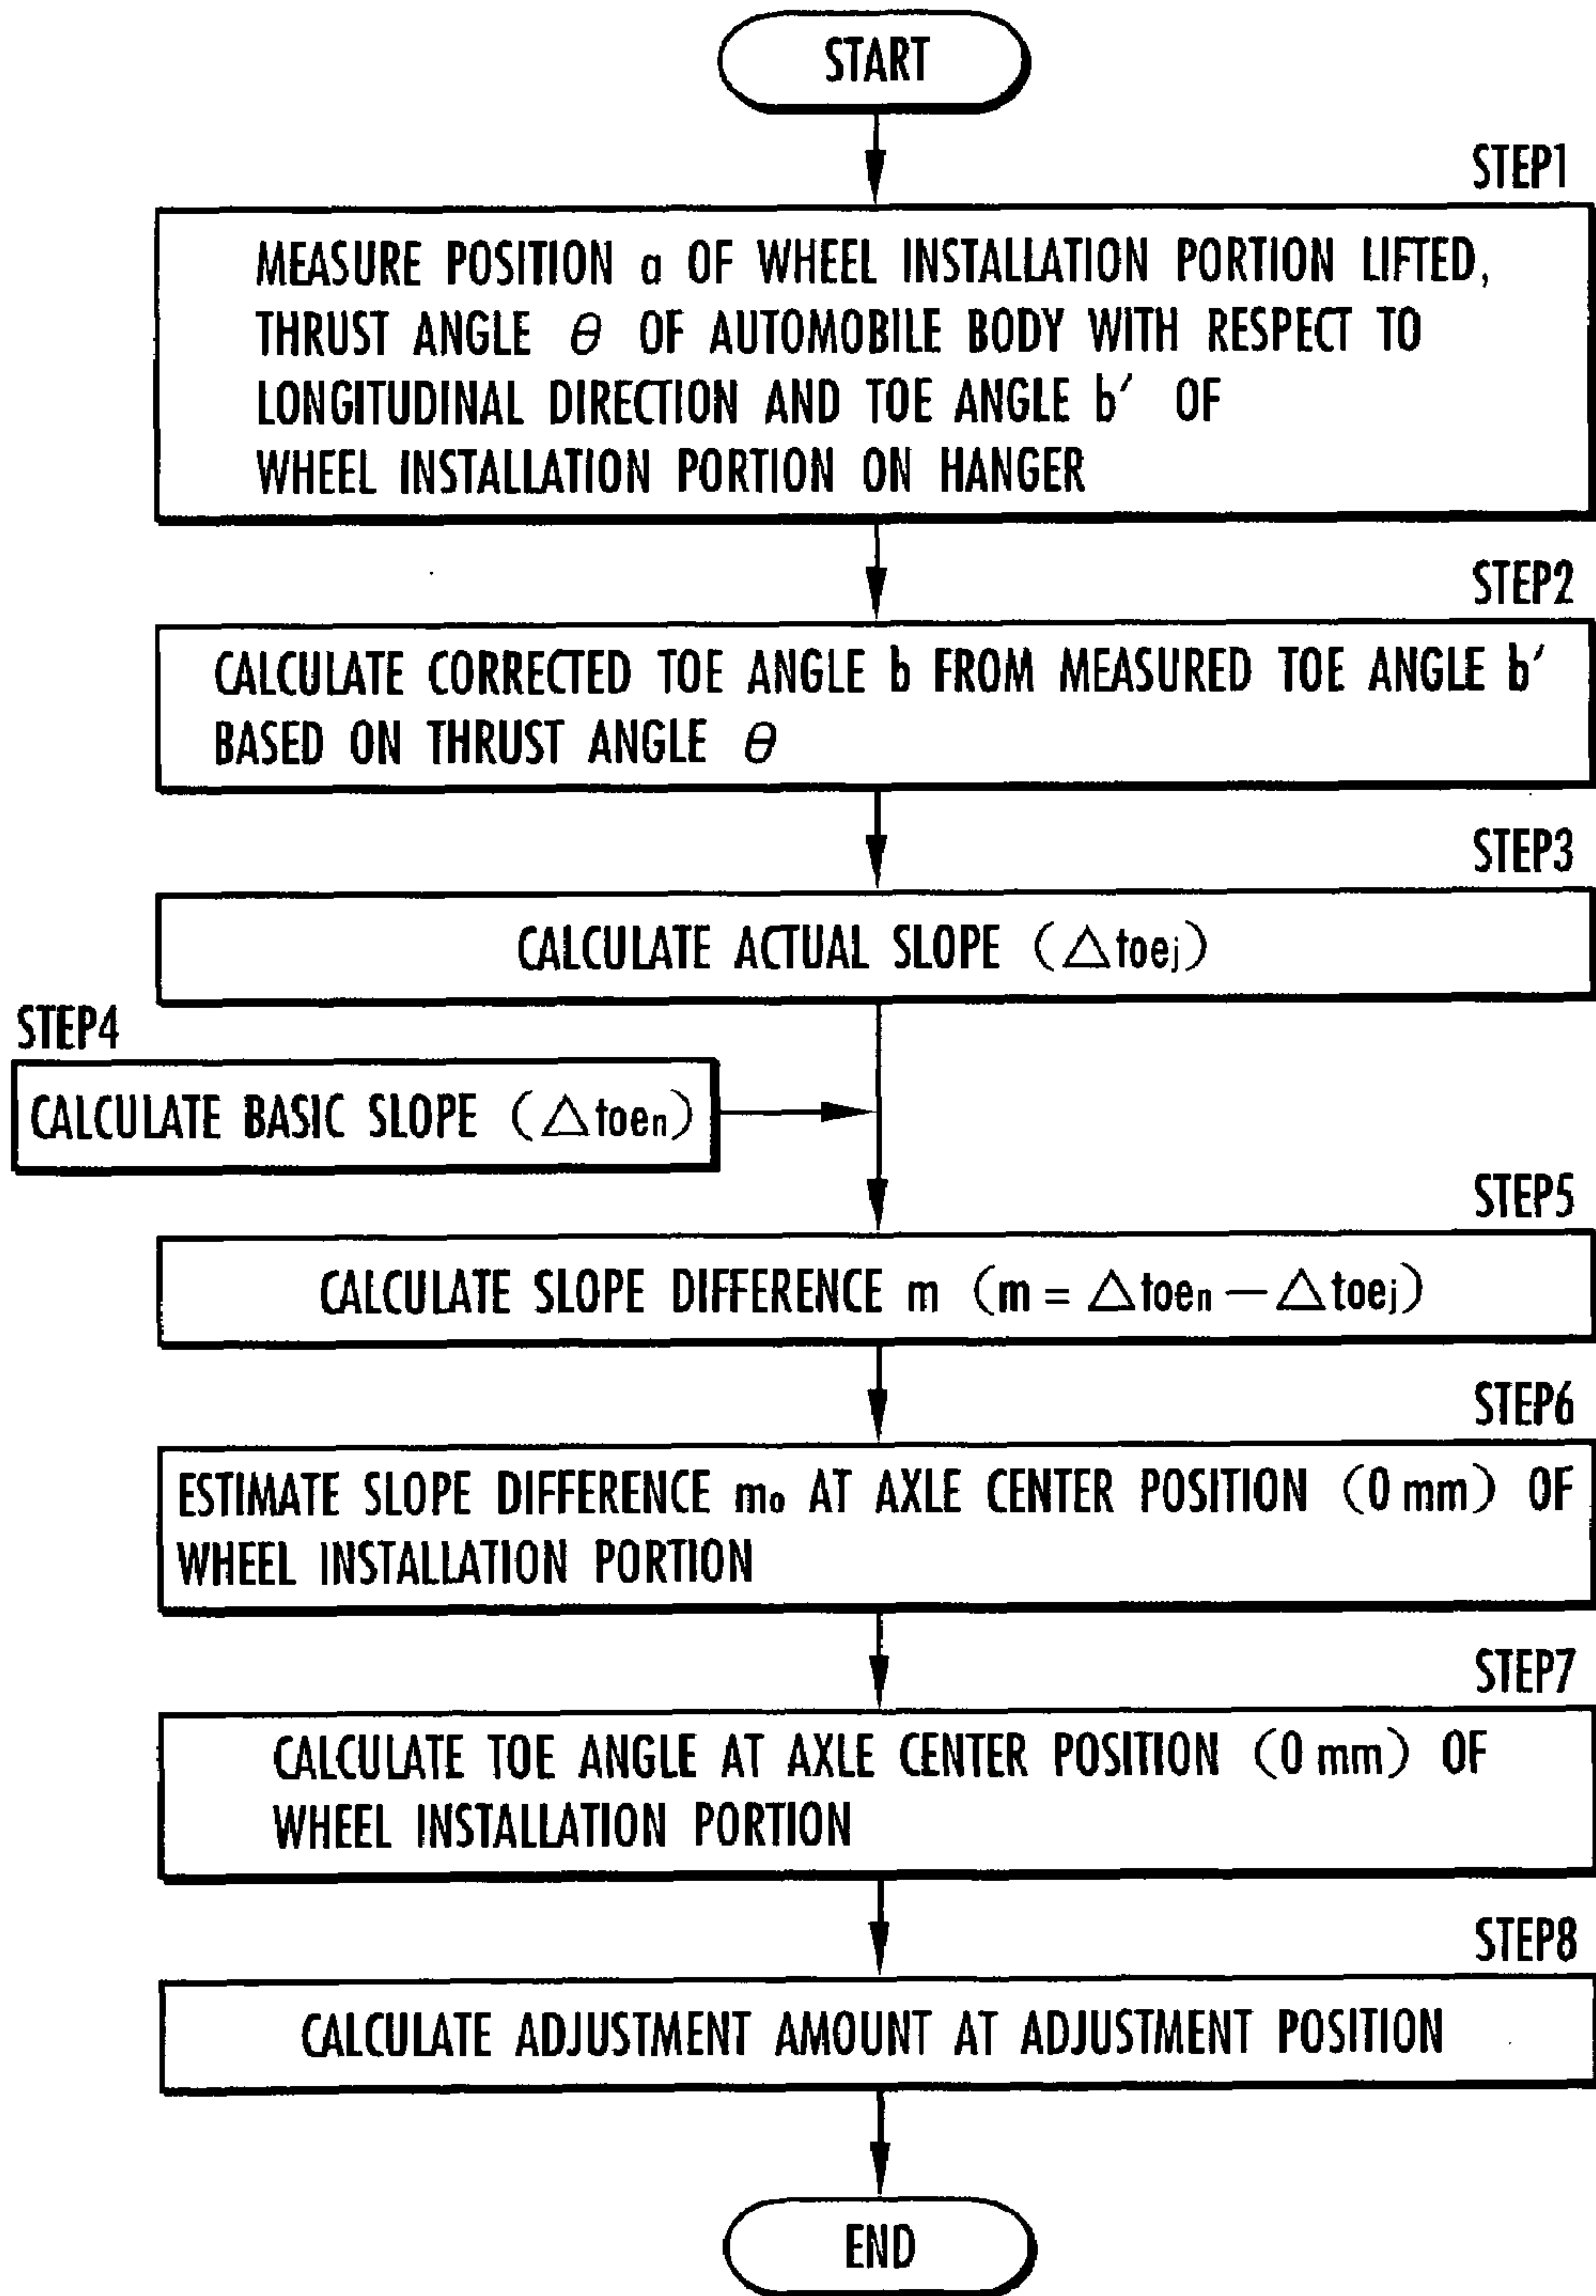 START
STEP1
MEASURE POSITION a OF WHEEL INSTALLATION PORTION LIFTED,
THRUST ANGLE θ OF AUTOMOBILE BODY WITH RESPECT TO
LONGITUDINAL DIRECTION AND TOE ANGLE b′ OF
WHEEL INSTALLATION PORTION ON HANGER
STEP2
CALCULATE CORRECTED TOE ANGLE b FROM MEASURED TOE ANGLE b′
BASED ON THRUST ANGLE θ
STEP3
CALCULATE ACTUAL SLOPE (△toej)
STEP4
CALCULATE BASIC SLOPE (△toen)
STEP5
CALCULATE SLOPE DIFFERENCE m (m = △toen − △toej)
STEP6
ESTIMATE SLOPE DIFFERENCE m₀ AT AXLE CENTER POSITION (0 mm) OF
WHEEL INSTALLATION PORTION
STEP7
CALCULATE TOE ANGLE AT AXLE CENTER POSITION (0 mm) OF
WHEEL INSTALLATION PORTION
STEP8
CALCULATE ADJUSTMENT AMOUNT AT ADJUSTMENT POSITION
END